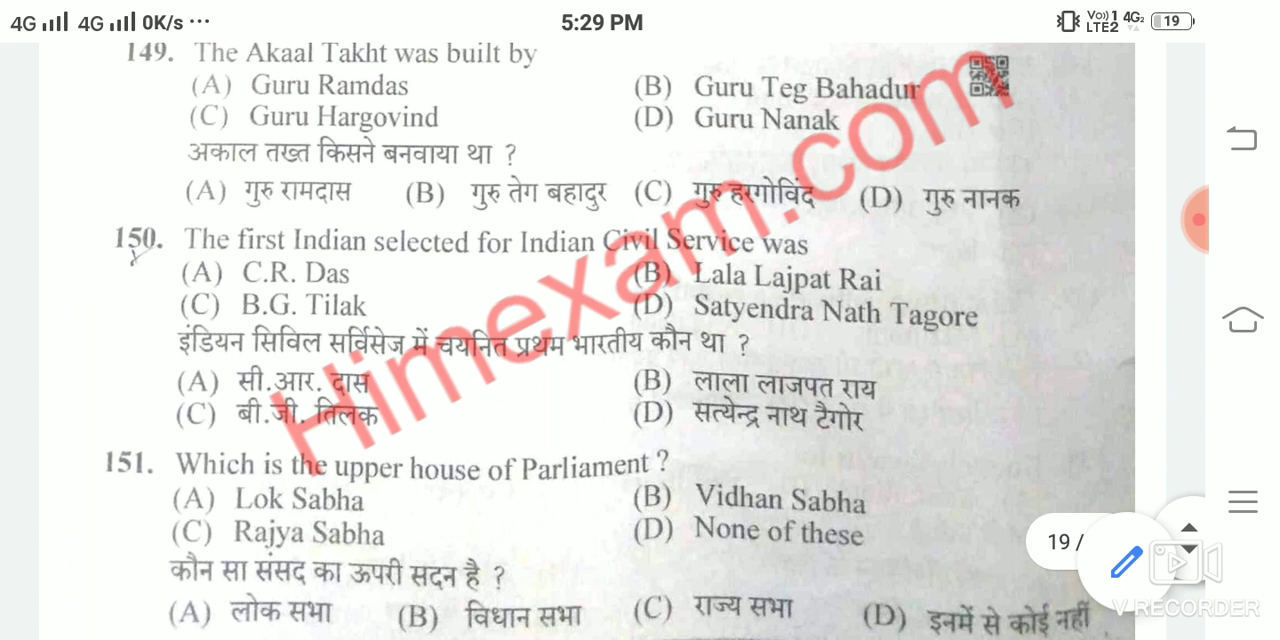 4G 4G 0K/s ... 5:29 PM Vo)) 1 4G2 LTE2 19
149. The Akaal Takht was built by
(A) Guru Ramdas (B) Guru Teg Bahadur
(C) Guru Hargovind (D) Guru Nanak
अकाल तख्त किसने बनवाया था ?
(A) गुरु रामदास (B) गुरु तेग बहादुर (C) गुरु हरगोविंद (D) गुरु नानक
150. The first Indian selected for Indian Civil Service was
(A) C.R. Das (B) Lala Lajpat Rai
(C) B.G. Tilak (D) Satyendra Nath Tagore
इंडियन सिविल सर्विसेज में चयनित प्रथम भारतीय कौन था ?
(A) सी.आर. दास (B) लाला लाजपत राय
(C) बी.जी. तिलक (D) सत्येन्द्र नाथ टैगोर
151. Which is the upper house of Parliament ?
(A) Lok Sabha (B) Vidhan Sabha
(C) Rajya Sabha (D) None of these
कौन सा संसद का ऊपरी सदन है ?
(A) लोक सभा (B) विधान सभा (C) राज्य सभा (D) इनमें से कोई नहीं
Himexam.com
19 /
V RECORDER